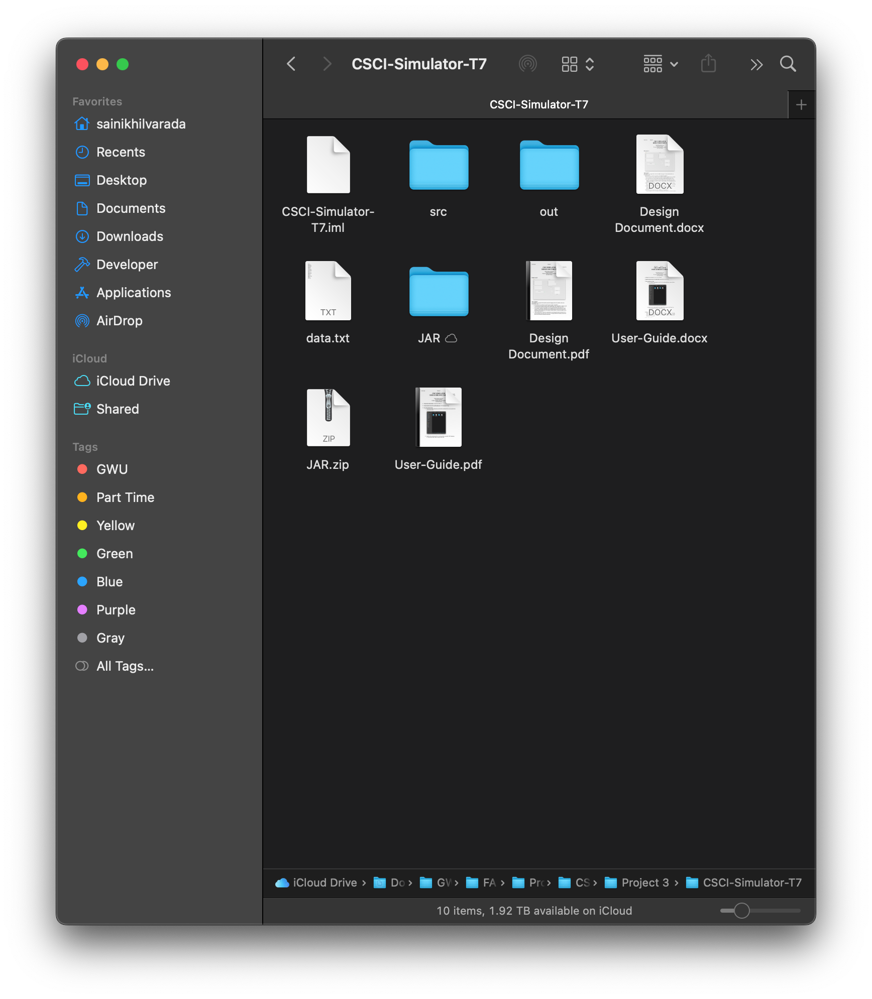 CSCI-Simulator-T7
Favorites
sainikhilvarada
Recents
Desktop
Documents
Downloads
Developer
Applications
AirDrop
iCloud
iCloud Drive
Shared
Tags
GWU
Part Time
Yellow
Green
Blue
Purple
Gray
All Tags...
CSCI-Simulator-T7
CSCI-Simulator-
T7.iml
src
out
DOCX
Design
Document.docx
TXT
data.txt
JAR
Design
Document.pdf
DOCX
User-Guide.docx
ZIP
JAR.zip
User-Guide.pdf
iCloud Drive › Do › GW › FA › Pro › CS › Project 3 › CSCI-Simulator-T7
10 items, 1.92 TB available on iCloud